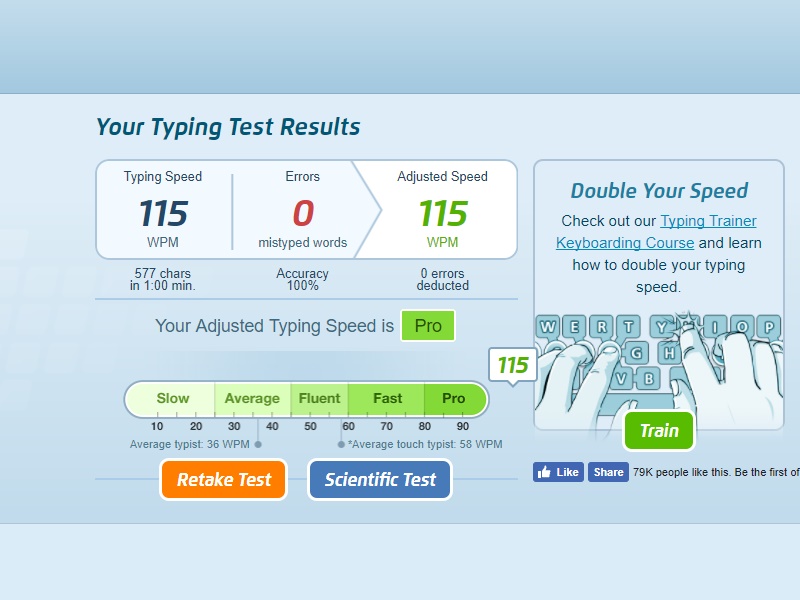 Your Typing Test Results
Typing Speed
115
WPM
Errors
0
mistyped words
Adjusted Speed
115
WPM
577 chars
in 1:00 min.
Accuracy
100%
0 errors
deducted
Your Adjusted Typing Speed is Pro
115
Slow Average Fluent Fast Pro
10 20 30 40 50 60 70 80 90
Average typist: 36 WPM
*Average touch typist: 58 WPM
Retake Test
Scientific Test
Double Your Speed
Check out our Typing Trainer
Keyboarding Course and learn
how to double your typing
speed.
W E R T Y I O P
G H
V B
Train
Like Share 79K people like this. Be the first of